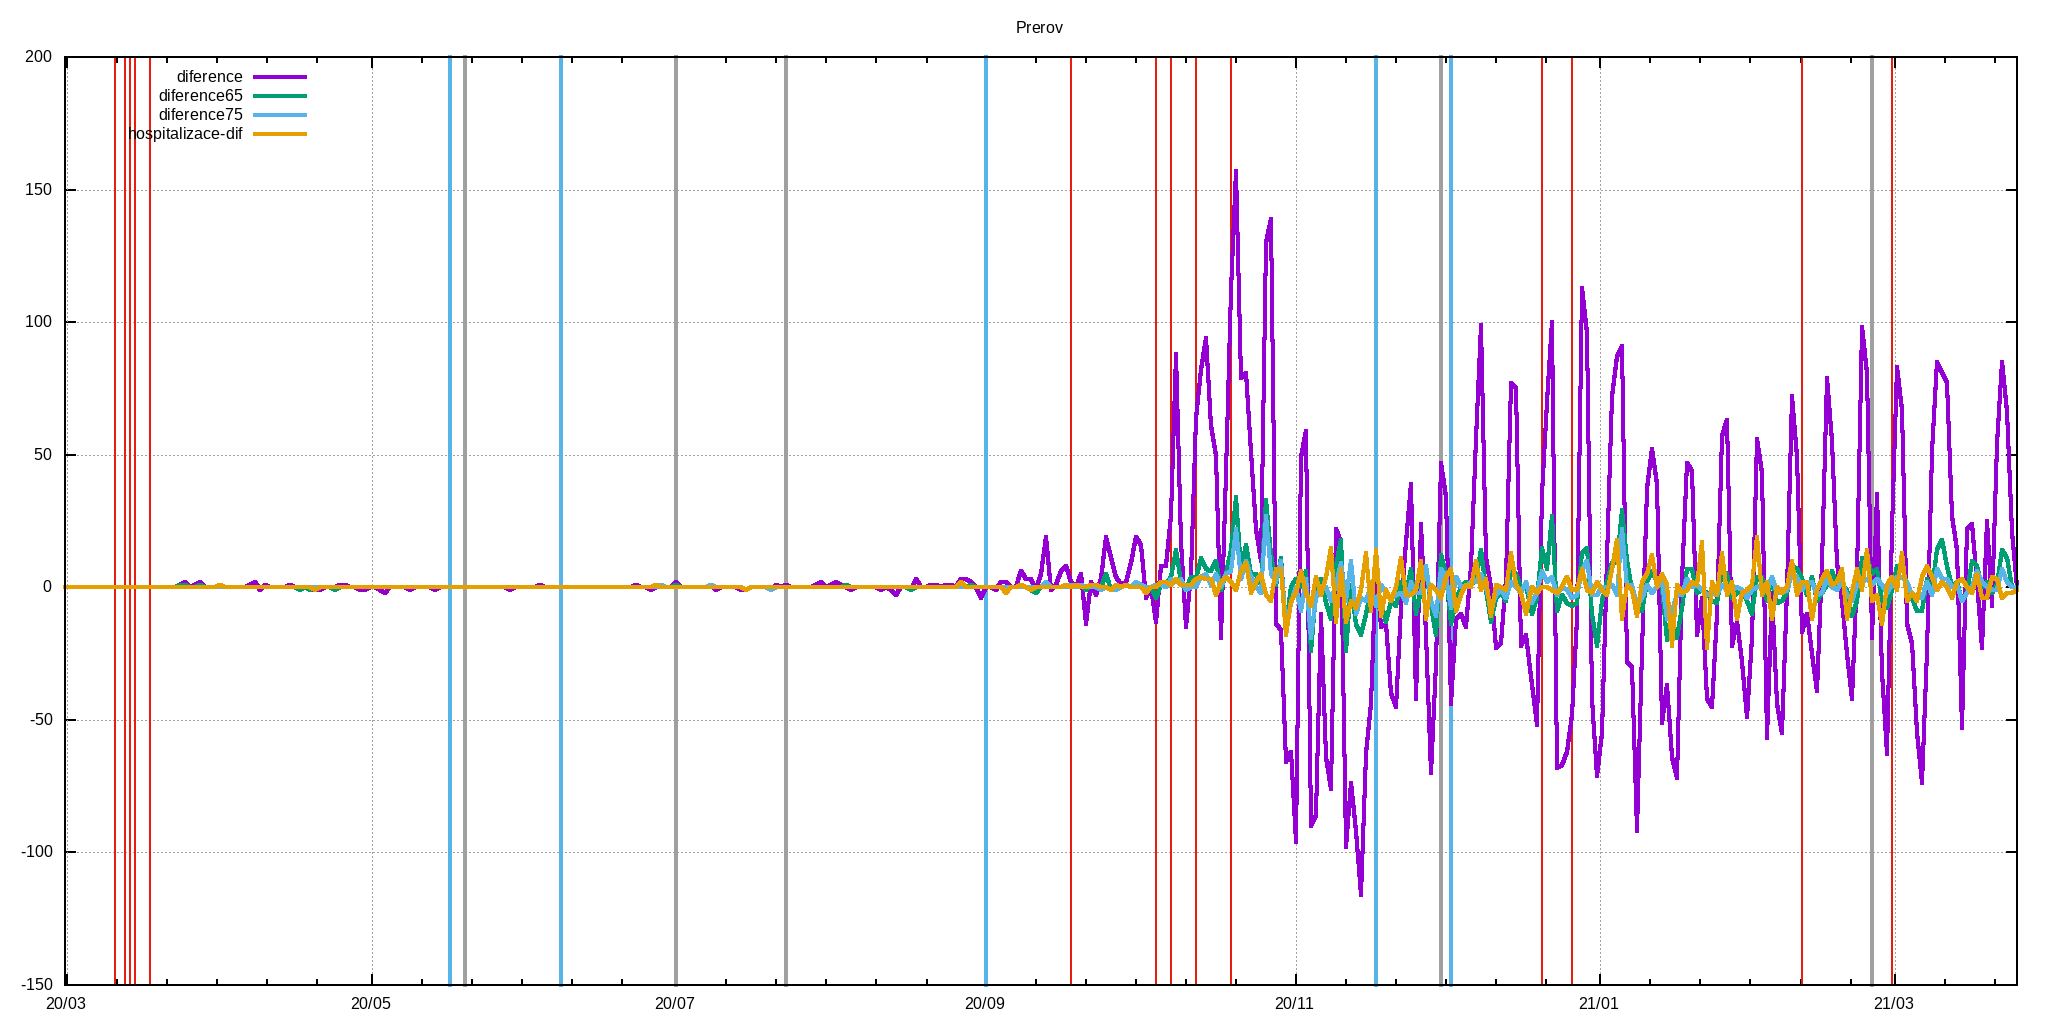 Prerov
200
150
100
50
0
-50
-100
-150
diference
diference65
diference75
hospitalizace-dif
20/03 20/05 20/07 20/09 20/11 21/01 21/03